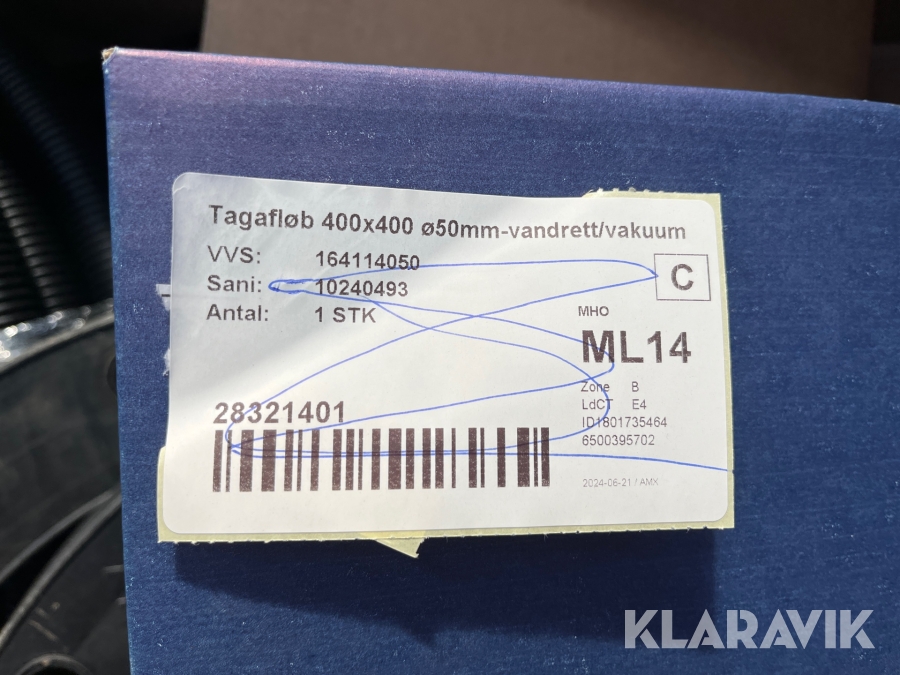 Tagafløb 400x400 ø50mm-vandrett/vakuum
VVS: 164114050
Sani: 10240493
Antal: 1 STK
C
MHO
ML14
Zone B
LdCT E4
ID1801735464
6500395702
28321401
2024-06-21 / AMX
KLARAVIK